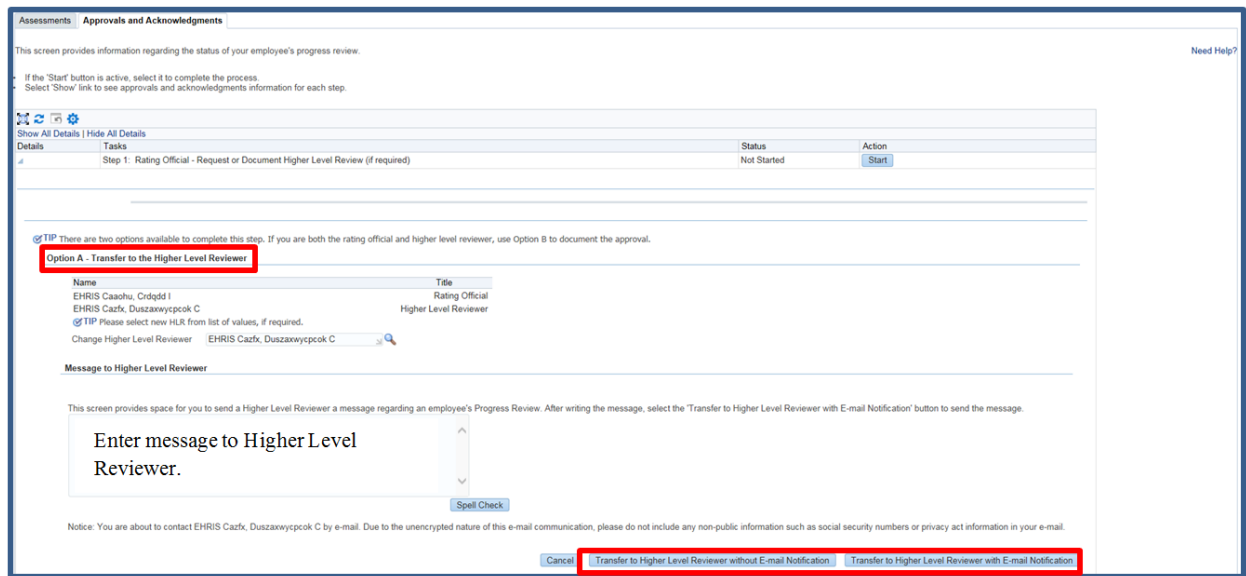 Assessments Approvals and Acknowledgments
This screen provides information regarding the status of your employee's progress review.
Need Help?
If the 'Start' button is active, select it to complete the process.
Select 'Show' link to see approvals and acknowledgments information for each step.
Show All Details | Hide All Details
Details Tasks Status Action
Step 1: Rating Official - Request or Document Higher Level Review (if required) Not Started Start
TIP There are two options available to complete this step. If you are both the rating official and higher level reviewer, use Option B to document the approval.
Option A - Transfer to the Higher Level Reviewer
Name Title
EHRIS Caaohu, Crdqdd I Rating Official
EHRIS Cazfx, Duszaxwycpcok C Higher Level Reviewer
TIP Please select new HLR from list of values, if required.
Change Higher Level Reviewer EHRIS Cazfx, Duszaxwycpcok C
Message to Higher Level Reviewer
This screen provides space for you to send a Higher Level Reviewer a message regarding an employee's Progress Review. After writing the message, select the 'Transfer to Higher Level Reviewer with E-mail Notification' button to send the message.
Enter message to Higher Level
Reviewer.
Spell Check
Notice: You are about to contact EHRIS Cazfx, Duszaxwycpcok C by e-mail. Due to the unencrypted nature of this e-mail communication, please do not include any non-public information such as social security numbers or privacy act information in your e-mail.
Cancel Transfer to Higher Level Reviewer without E-mail Notification Transfer to Higher Level Reviewer with E-mail Notification